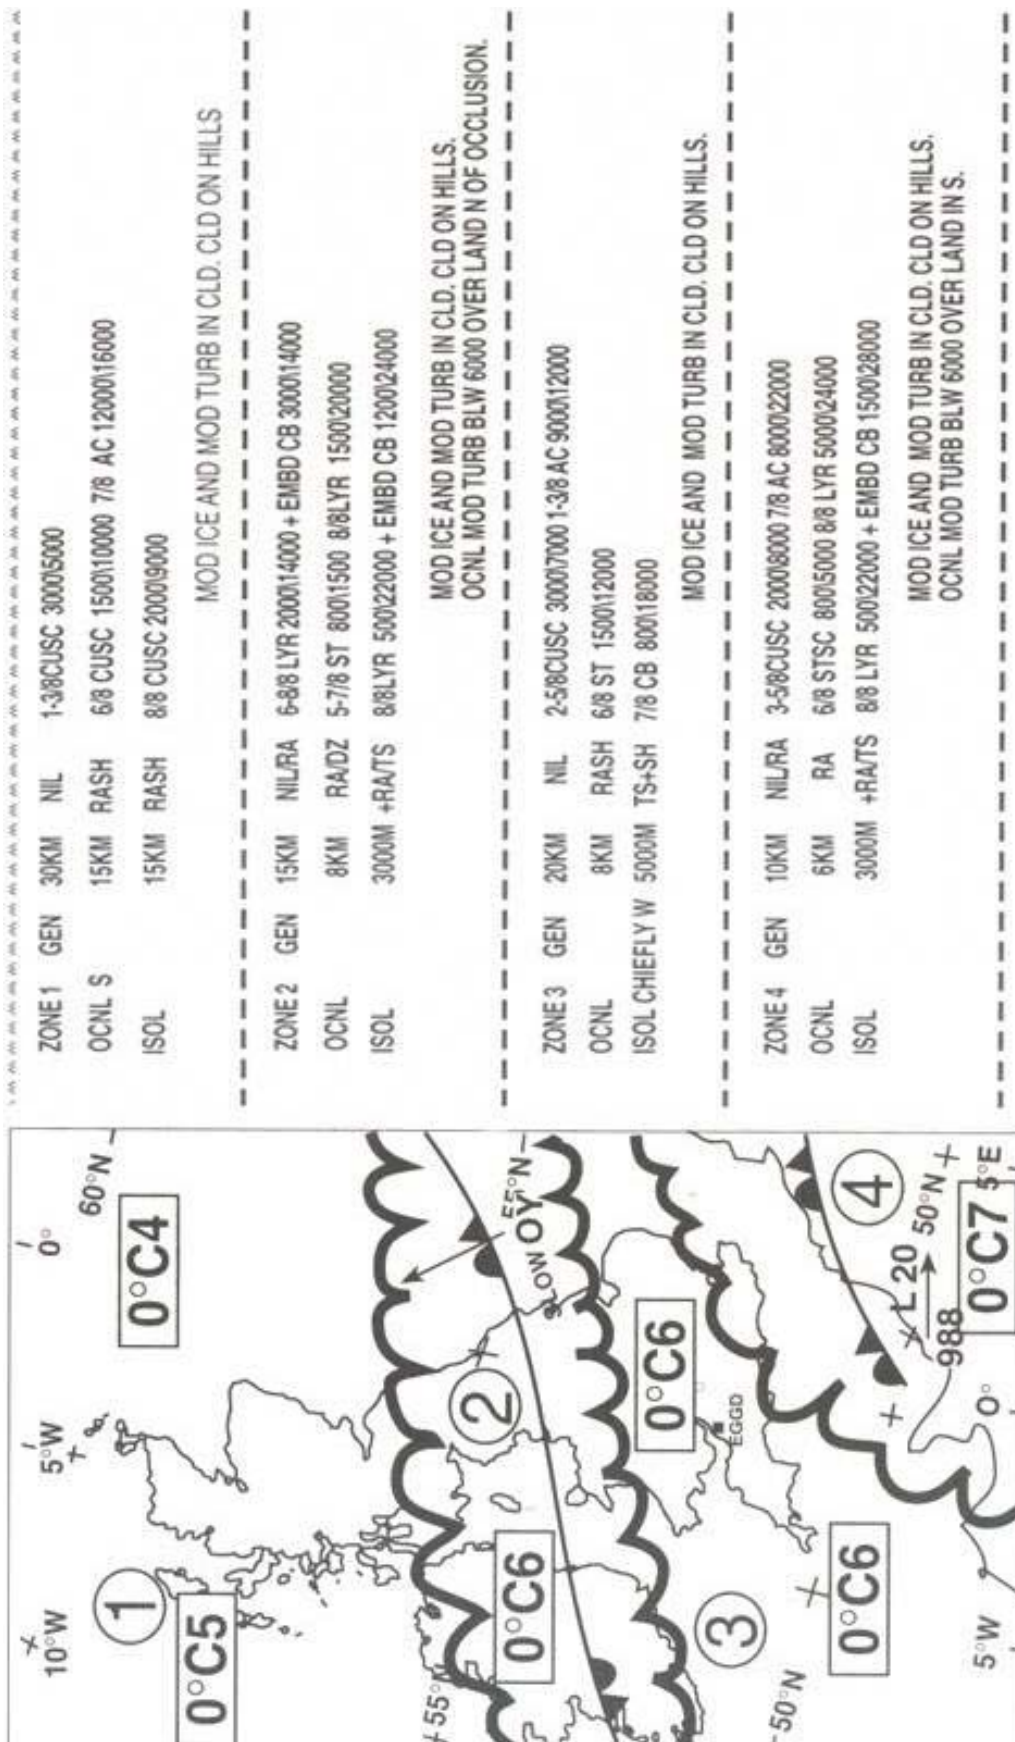 ZONE 1 GEN 30KM NIL 1-3/8CUSC 3000\5000
OCNL S 15KM RASH 6/8 CUSC 1500\10000 7/8 AC 12000\16000
ISOL 15KM RASH 8/8 CUSC 2000\9000
MOD ICE AND MOD TURB IN CLD. CLD ON HILLS
ZONE 2 GEN 15KM NIL/RA 6-8/8 LYR 2000\14000 + EMBD CB 3000\14000
OCNL 8KM RA/DZ 5-7/8 ST 800\1500 8/8LYR 1500\20000
ISOL 3000M +RA/TS 8/8LYR 500\22000 + EMBD CB 1200\24000
MOD ICE AND MOD TURB IN CLD. CLD ON HILLS.
OCNL MOD TURB BLW 6000 OVER LAND N OF OCCLUSION.
ZONE 3 GEN 20KM NIL 2-5/8CUSC 3000\7000 1-3/8 AC 9000\12000
OCNL 8KM RASH 6/8 ST 1500\12000
ISOL CHIEFLY W 5000M TS+SH 7/8 CB 800\18000
MOD ICE AND MOD TURB IN CLD. CLD ON HILLS.
ZONE 4 GEN 10KM NIL/RA 3-5/8CUSC 2000\8000 7/8 AC 8000\22000
OCNL 6KM RA 6/8 STSC 800\5000 8/8 LYR 5000\24000
ISOL 3000M +RA/TS 8/8 LYR 500\22000 + EMBD CB 1500\28000
MOD ICE AND MOD TURB IN CLD. CLD ON HILLS.
OCNL MOD TURB BLW 6000 OVER LAND IN S.
10°W
5°W
0°
60°N
1
0°C5
0°C4
55°N
2
0°C6
SLOW OY
55°N
3
0°C6
EGGD
0°C6
4
50°N
L 20
988
50°N
0°C7
5°W
0°
5°E